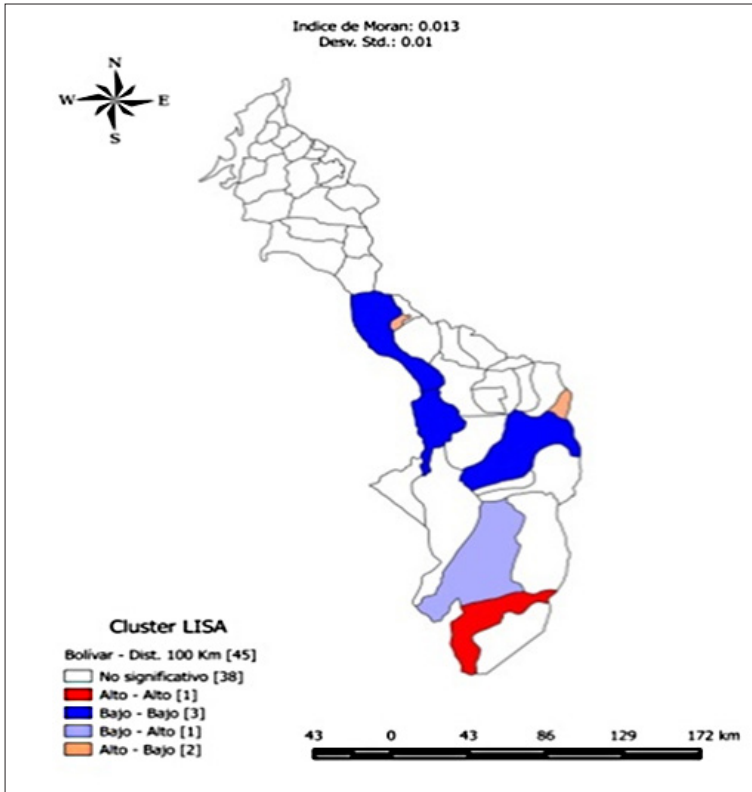 Indice de Moran: 0.013
Desv. Std.: 0.01
N
W E
S
Cluster LISA
Bolívar - Dist. 100 Km [45]
No significativo [38]
Alto - Alto [1]
Bajo - Bajo [3]
Bajo - Alto [1]
Alto - Bajo [2]
43 0 43 86 129 172 km